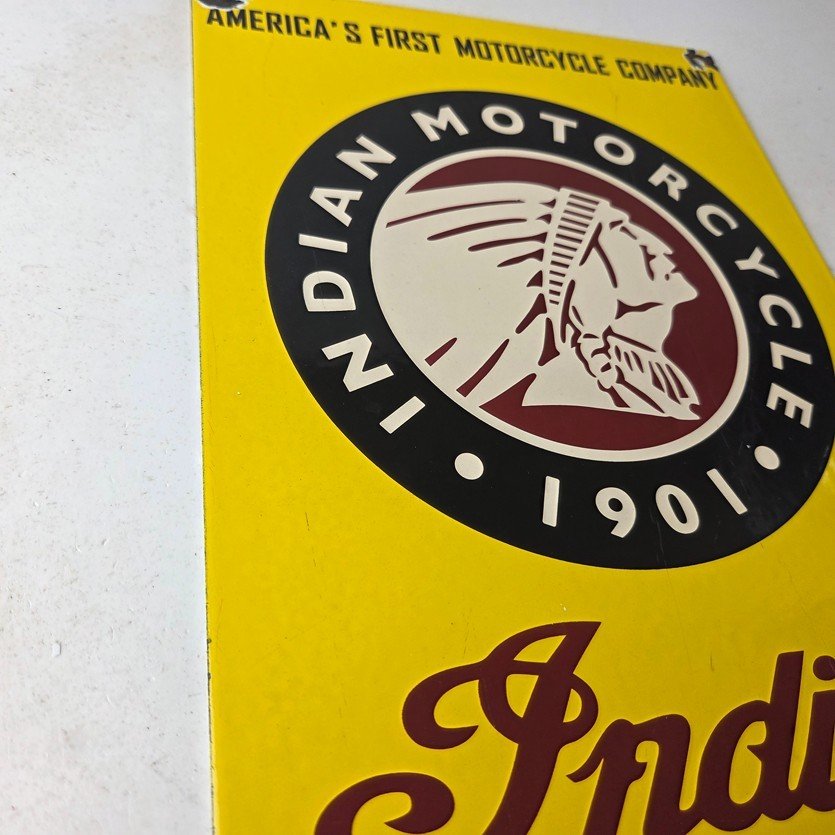 AMERICA'S FIRST MOTORCYCLE COMPANY
INDIAN MOTORCYCLE
• 1901 •
Indi